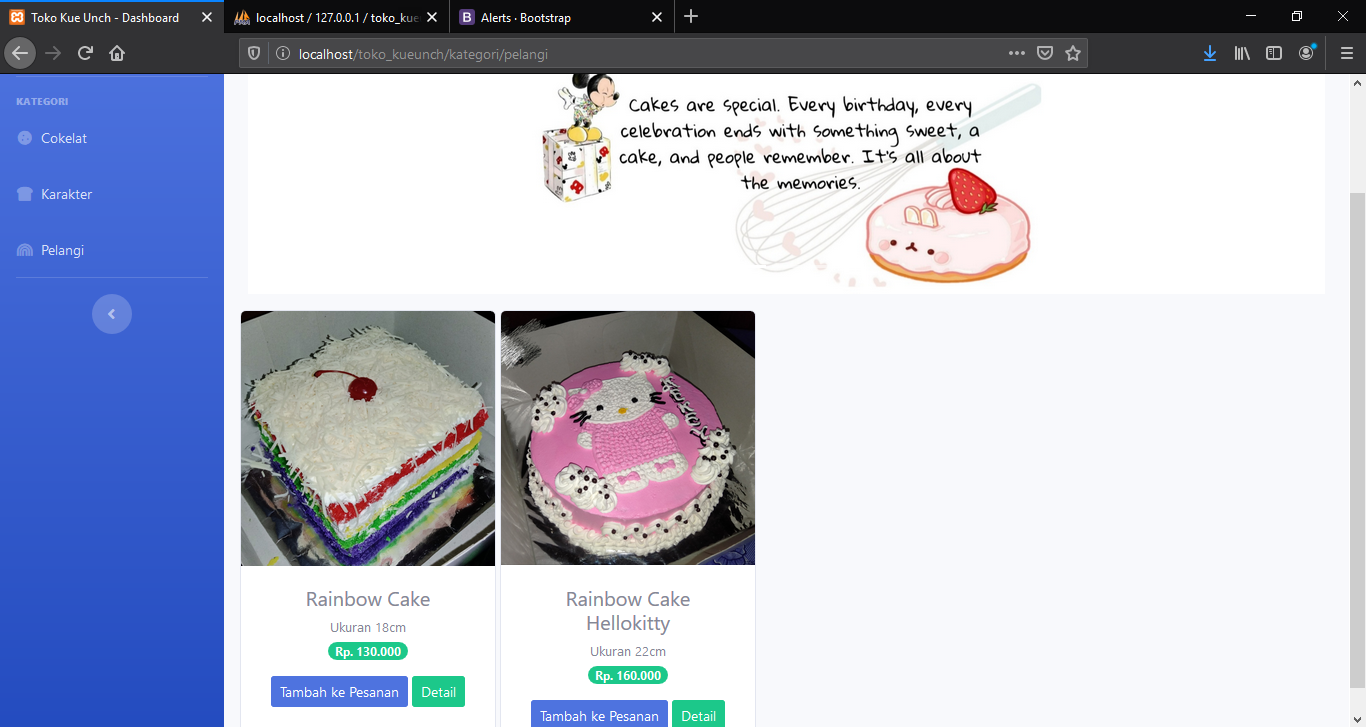 Toko Kue Unch - Dashboard
localhost / 127.0.0.1 / toko_kue
Alerts · Bootstrap
localhost/toko_kueunch/kategori/pelangi
KATEGORI
Cokelat
Karakter
Pelangi
Cakes are special. Every birthday, every
celebration ends with something sweet, a
cake, and people remember. It's all about
the memories.
Rainbow Cake
Ukuran 18cm
Rp. 130.000
Tambah ke Pesanan
Detail
Rainbow Cake
Hellokitty
Ukuran 22cm
Rp. 160.000
Tambah ke Pesanan
Detail